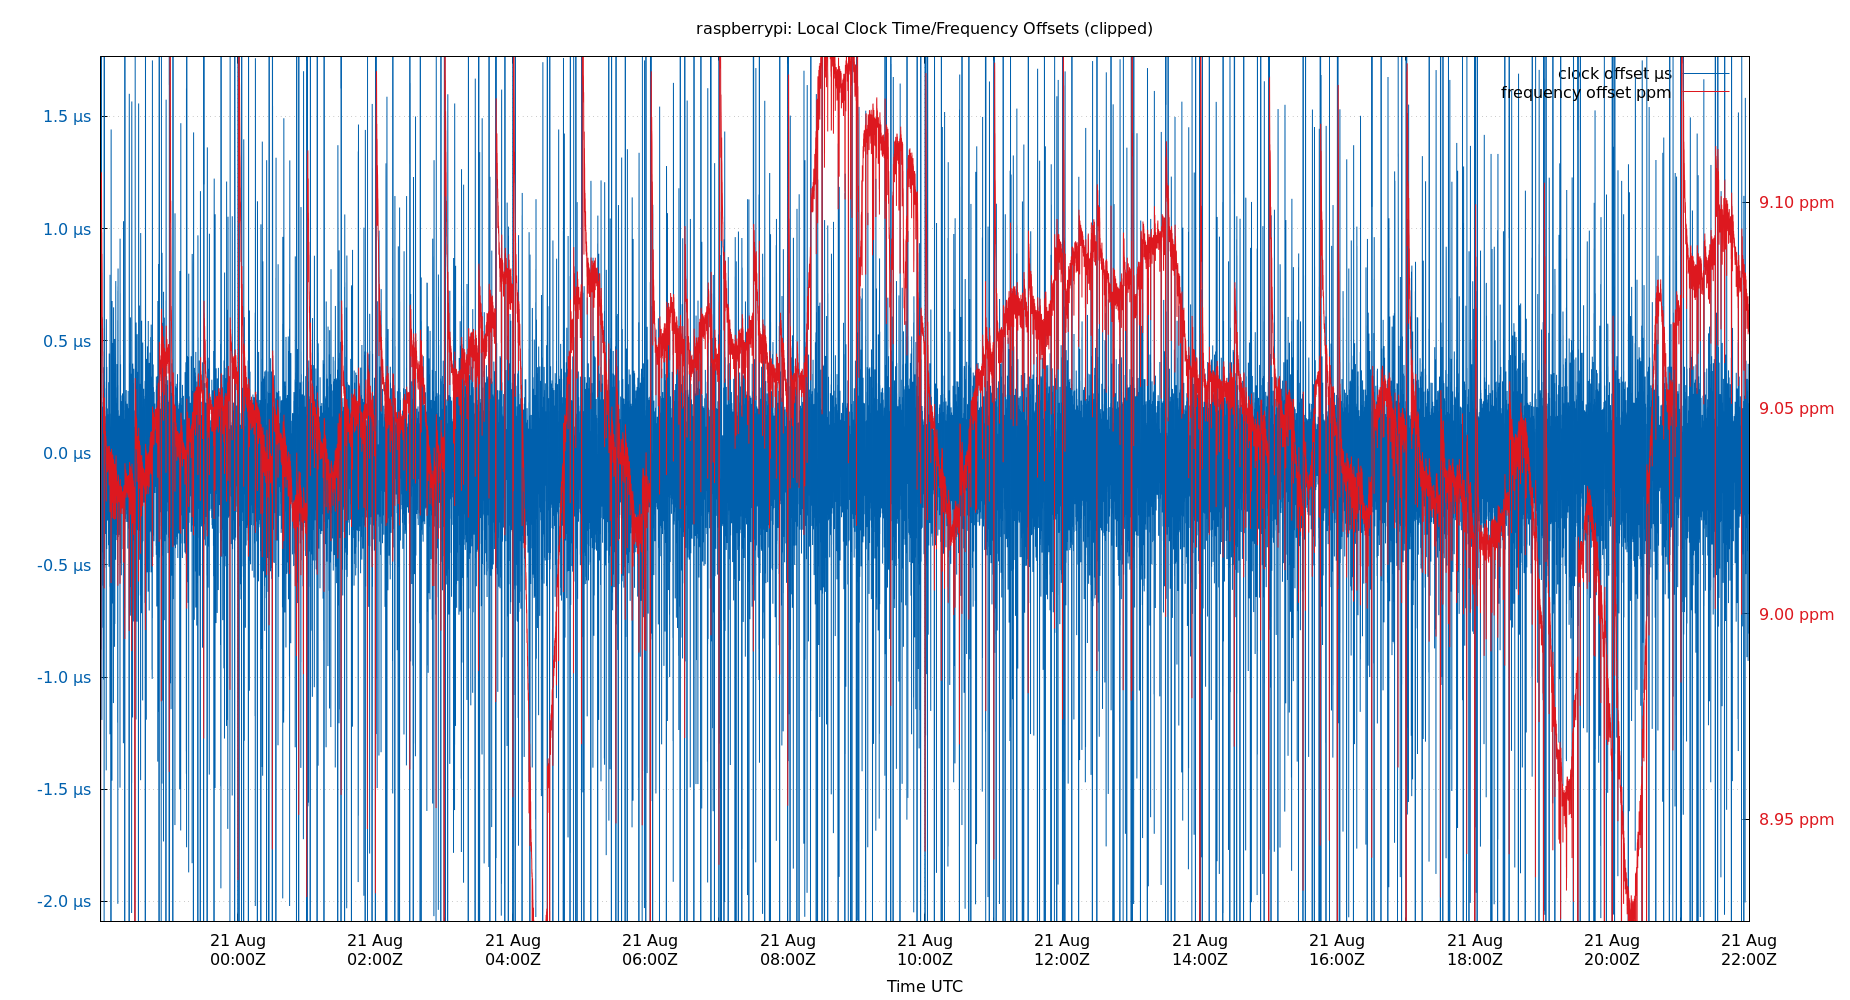 raspberrypi: Local Clock Time/Frequency Offsets (clipped)
clock offset µs
frequency offset ppm
1.5 µs
1.0 µs
0.5 µs
0.0 µs
-0.5 µs
-1.0 µs
-1.5 µs
-2.0 µs
9.10 ppm
9.05 ppm
9.00 ppm
8.95 ppm
21 Aug 21 Aug 21 Aug 21 Aug 21 Aug 21 Aug 21 Aug 21 Aug 21 Aug 21 Aug 21 Aug 21 Aug
00:00Z 02:00Z 04:00Z 06:00Z 08:00Z 10:00Z 12:00Z 14:00Z 16:00Z 18:00Z 20:00Z 22:00Z
Time UTC